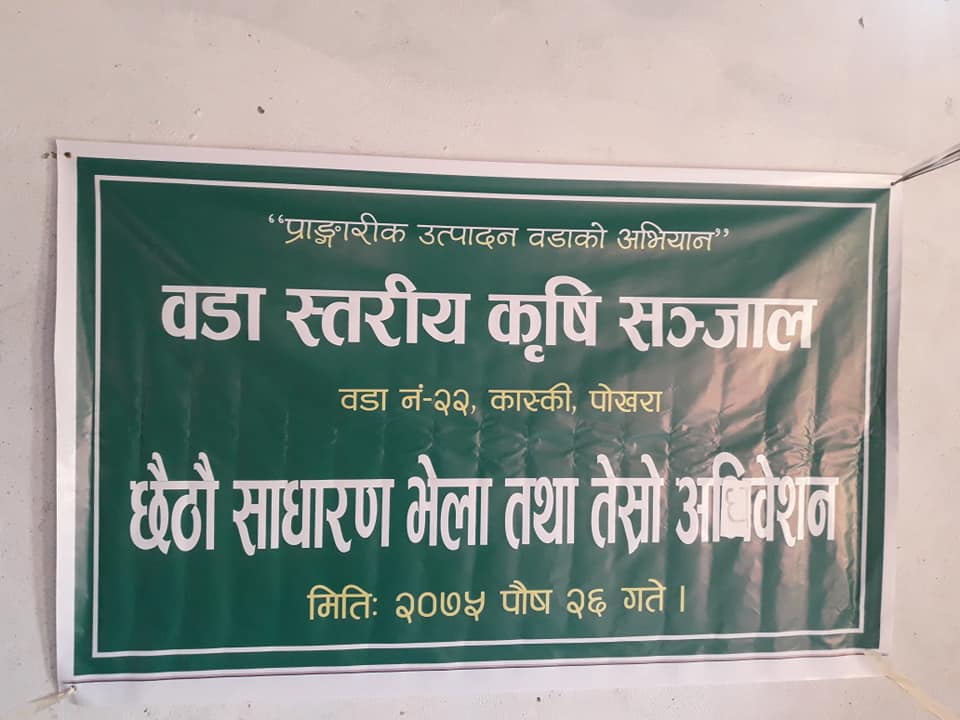 “प्राङ्गारीक उत्पादन वडाको अभियान”
वडा स्तरीय कृषि सञ्जाल
वडा नं-२२, कास्की, पोखरा
छैठौ साधारण भेला तथा तेस्रो अधिवेशन
मितिः २०७५ पौष २६ गते ।